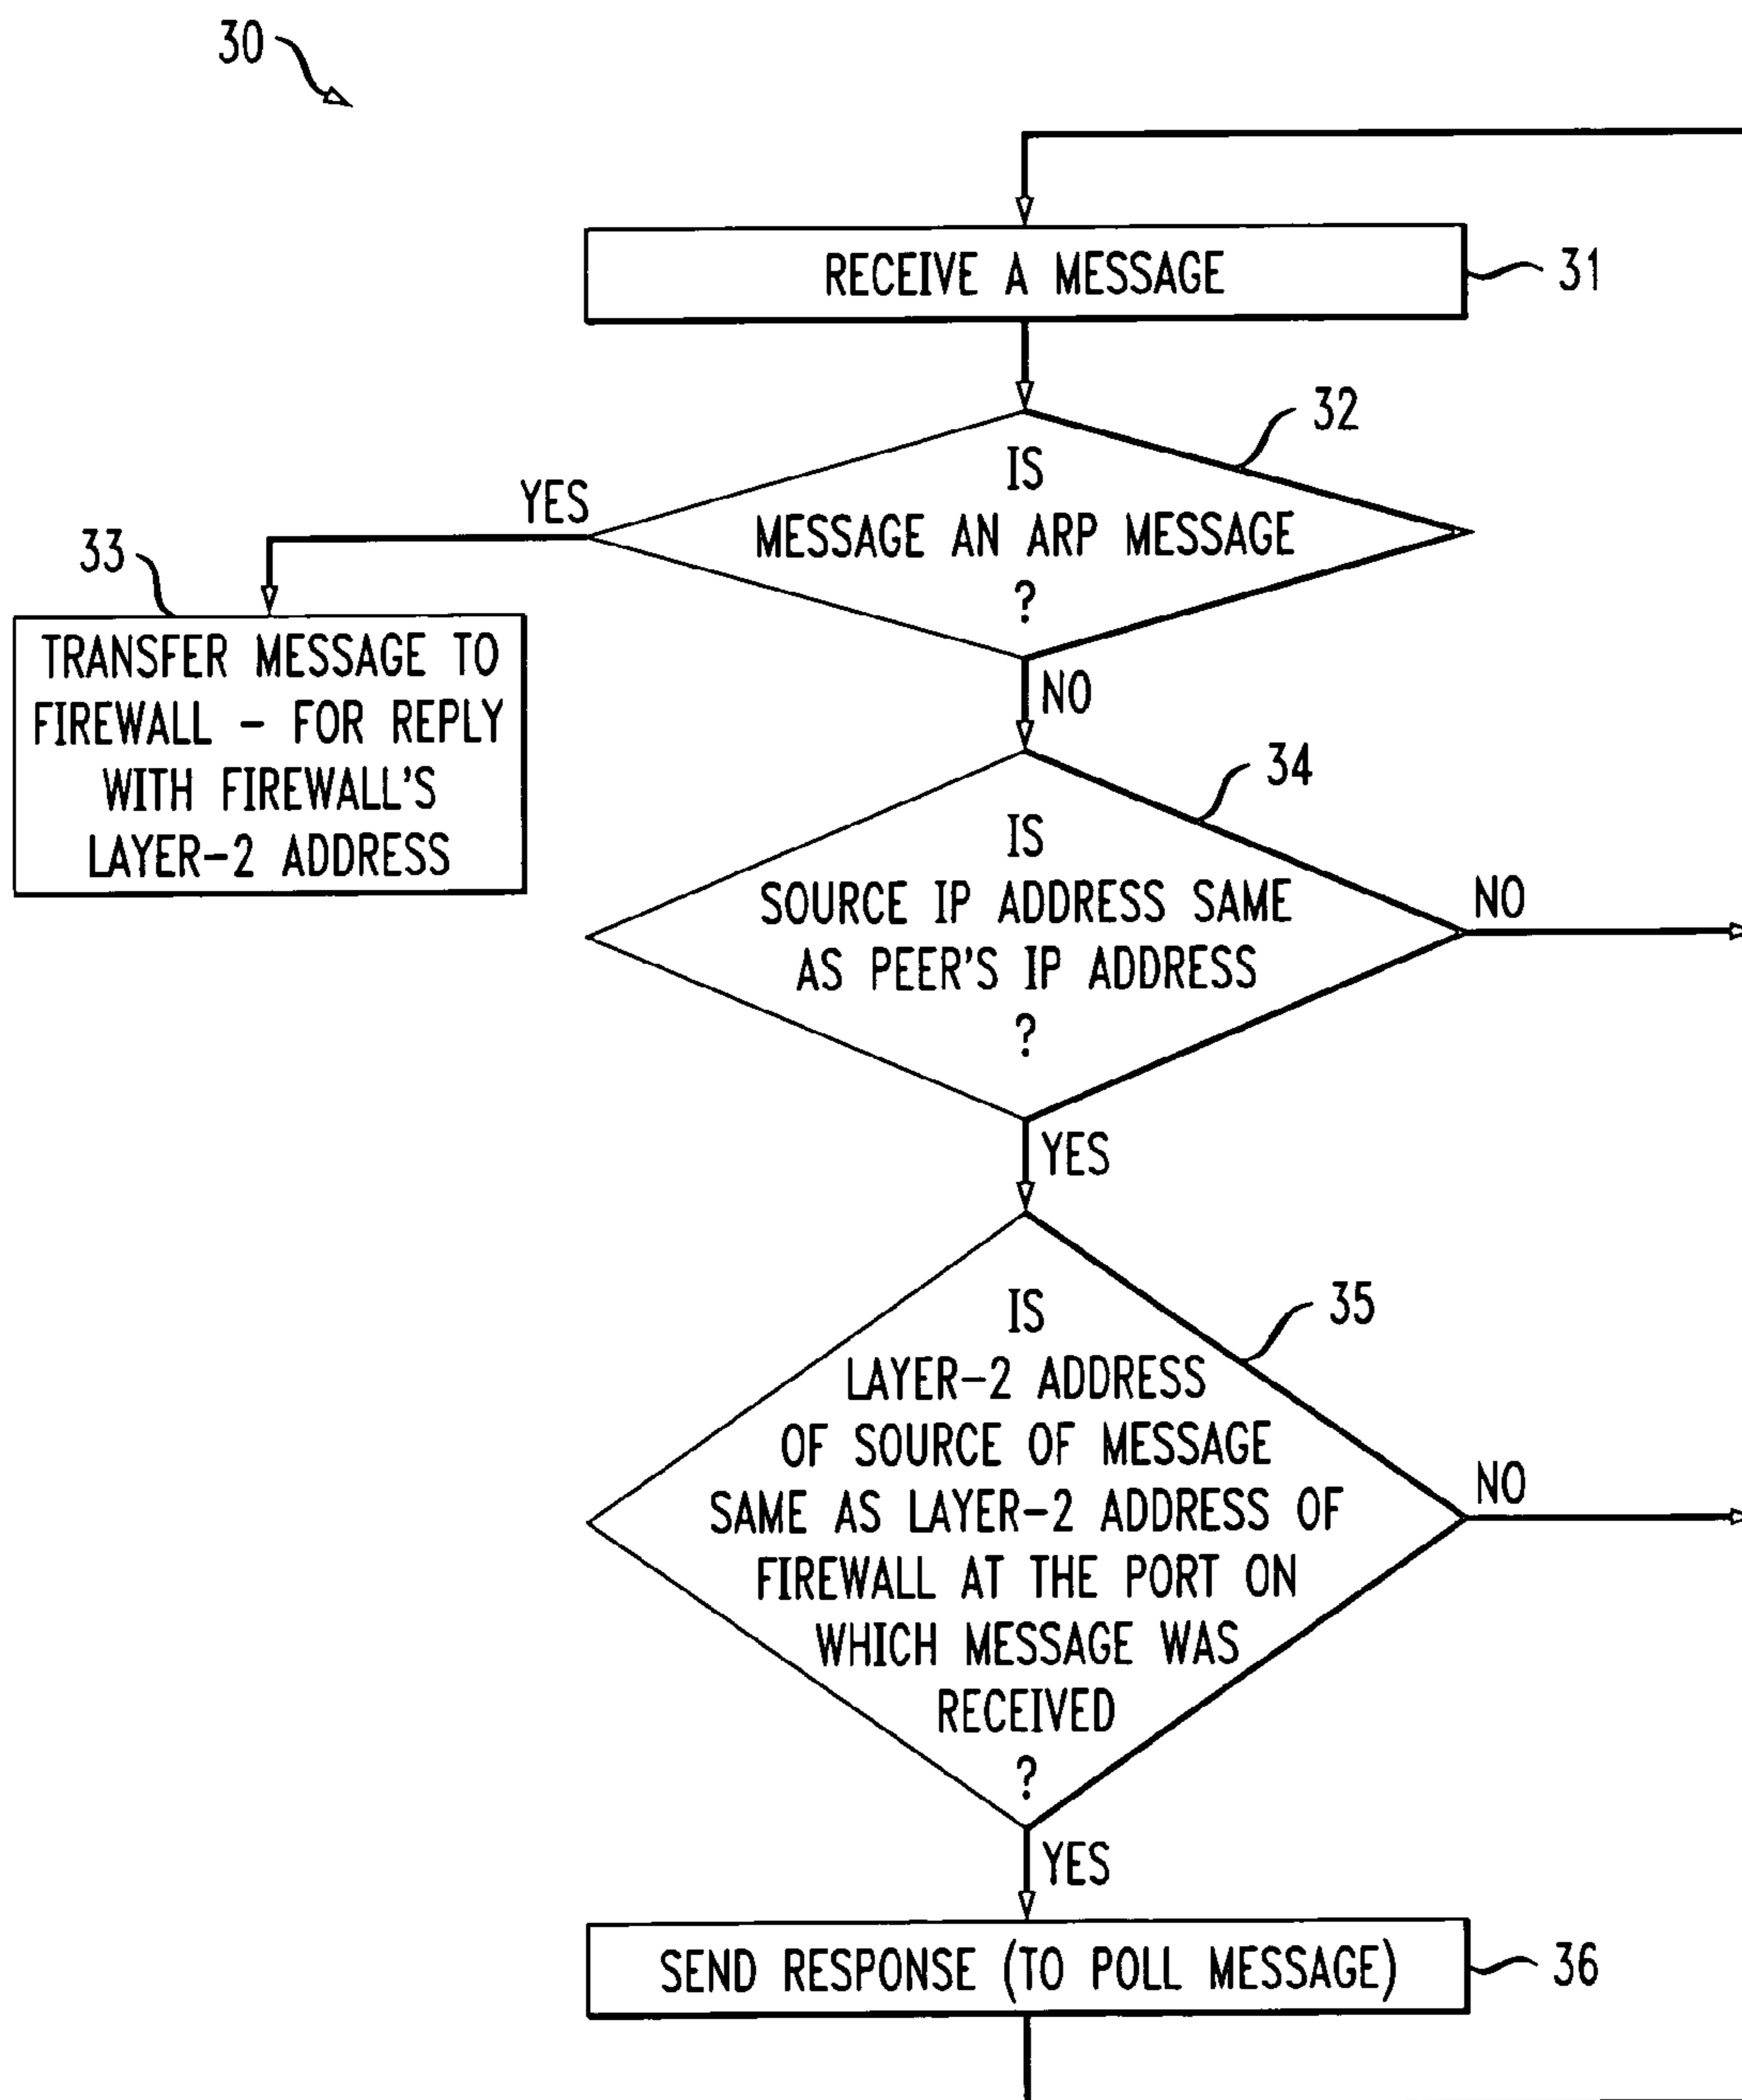 30
RECEIVE A MESSAGE
31
32
IS
MESSAGE AN ARP MESSAGE
?
YES
33
TRANSFER MESSAGE TO
FIREWALL – FOR REPLY
WITH FIREWALL'S
LAYER–2 ADDRESS
NO
34
IS
SOURCE IP ADDRESS SAME
AS PEER'S IP ADDRESS
?
NO
YES
35
IS
LAYER–2 ADDRESS
OF SOURCE OF MESSAGE
SAME AS LAYER–2 ADDRESS OF
FIREWALL AT THE PORT ON
WHICH MESSAGE WAS
RECEIVED
?
NO
YES
SEND RESPONSE (TO POLL MESSAGE)
36